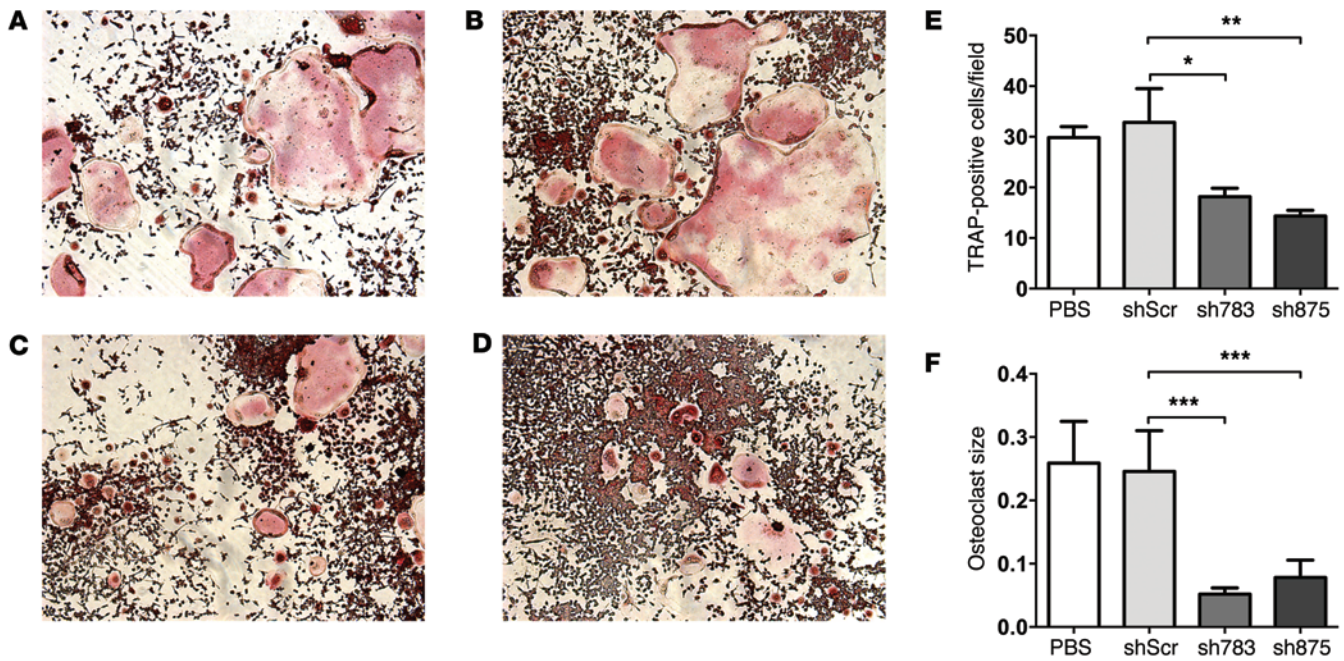 A
B
C
D
E
**
*
TRAP-positive cells/field
50
40
30
20
10
0
PBS shScr sh783 sh875
F
***
***
Osteoclast size
0.4
0.3
0.2
0.1
0.0
PBS shScr sh783 sh875